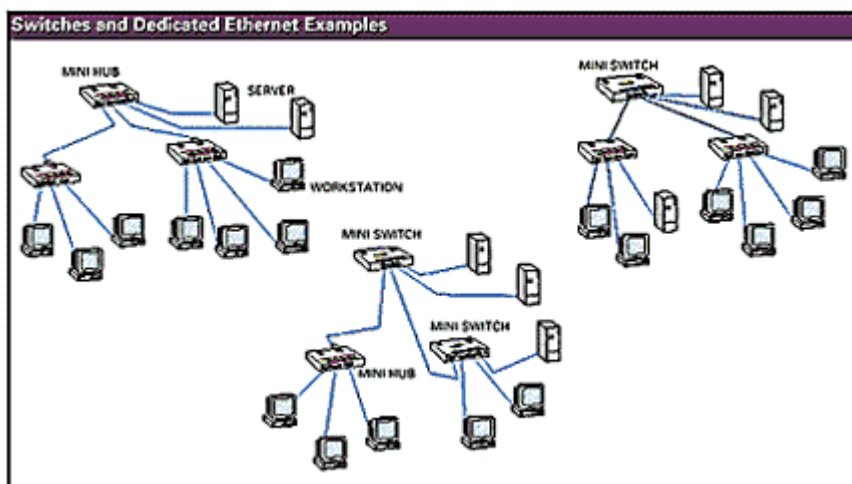 Switches and Dedicated Ethernet Examples
MINI HUB
SERVER
WORKSTATION
MINI SWITCH
MINI SWITCH
MINI SWITCH
MINI HUB